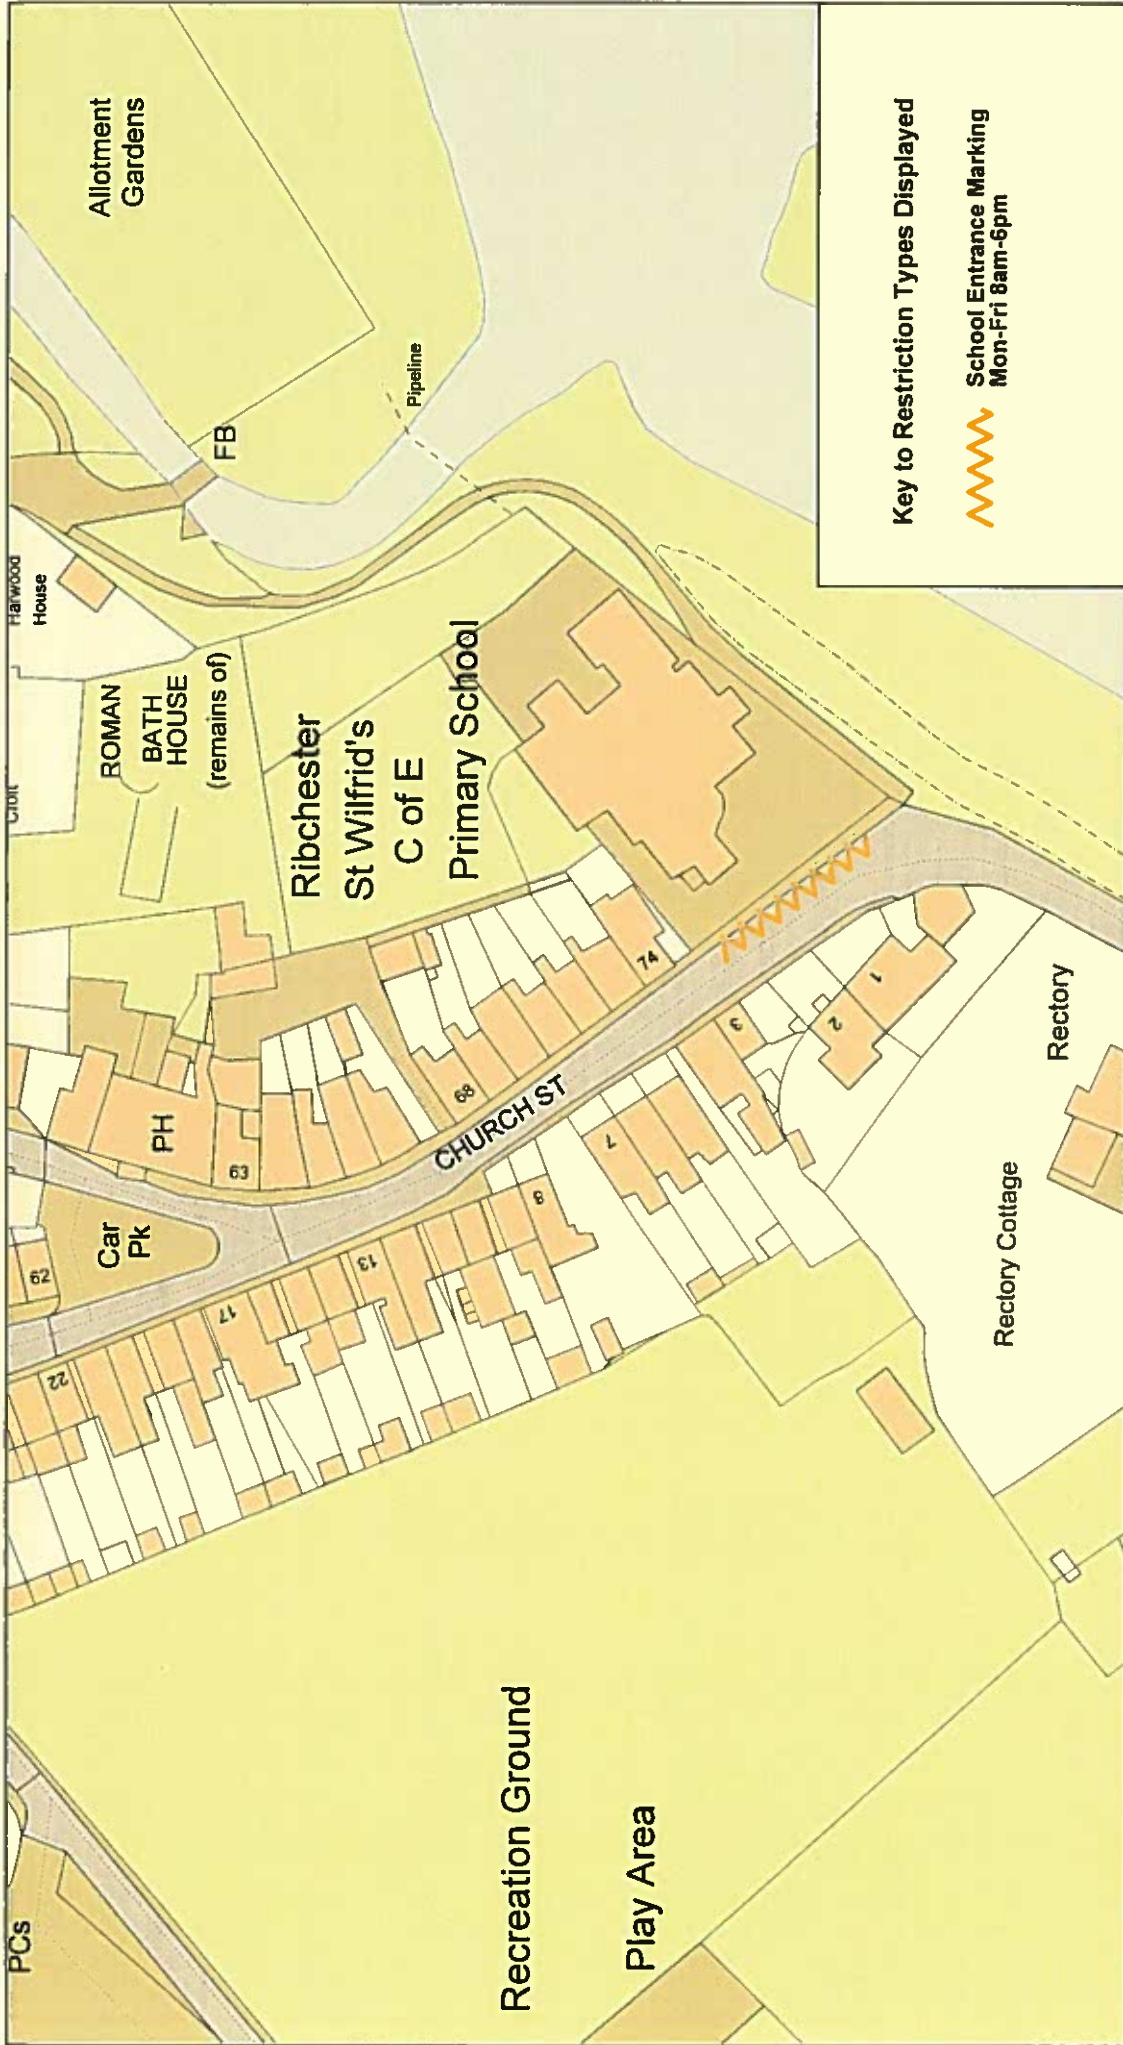 PCs
Recreation Ground
Play Area
22
17
13
8
7
3
2
1
62
Car
Pk
PH
63
68
74
CHURCH ST
Rectory Cottage
Rectory
Croft
Harwood
House
ROMAN
BATH
HOUSE
(remains of)
Ribchester
St Wilfrid's
C of E
Primary School
FB
Pipeline
Allotment
Gardens
Key to Restriction Types Displayed
School Entrance Marking
Mon-Fri 8am-6pm